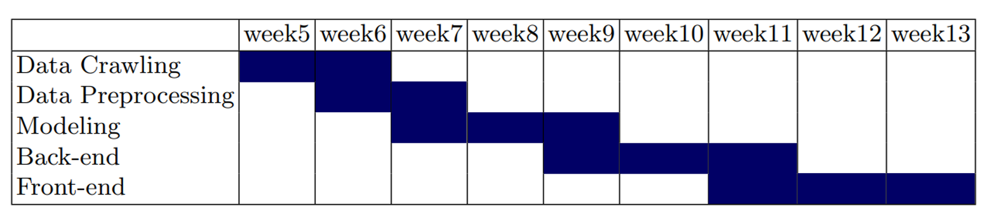 week5 week6 week7 week8 week9 week10 week11 week12 week13
Data Crawling
Data Preprocessing
Modeling
Back-end
Front-end